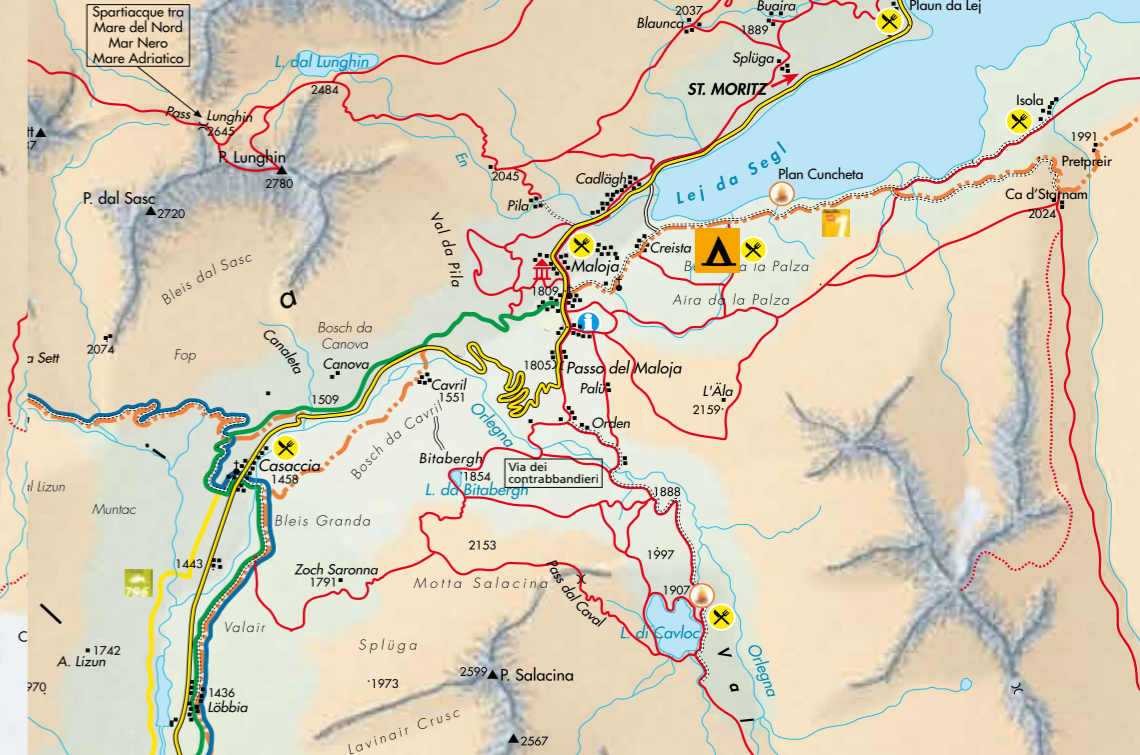 Spartiacque tra
Mare del Nord
Mar Nero
Mare Adriatico
L. dal Lunghin
2484
Pass Lunghin
2645
P. Lunghin
2780
P. dal Sasc
2720
Bleis dal Sasc
2074
Fop
a Sett
2037
Blaunca
Buaira
1889
Splüga
ST. MORITZ
Plaun da Lej
Isola
1991
Pretpreir
Plan Cuncheta
Lej da Segl
Ca d'Starnam
2024
En
2045
Cadlägh
Pila
Val da Pila
Creista
Maloja
1809
Aira da la Palza
Bosch da
Canova
Canaleta
Canova
1509
1805
Passo del Maloja
Palü
L'Äla
2159
Cavril
1551
Orlegna
Orden
Bosch da Cavril
Casaccia
1458
Bitabergh
1854
L. da Bitabergh
Via dei
contrabbandieri
1888
al Lizun
Muntac
Bleis Granda
1443
796
2153
Zoch Saronna
1791
Motta Salacina
Pass dal Caval
1997
1907
L. di Cavloc
Orlegna
Val
Valair
Splüga
A. Lizun
1742
970
1973
2599
P. Salacina
1436
Löbbia
Lavinair Crusc
2567